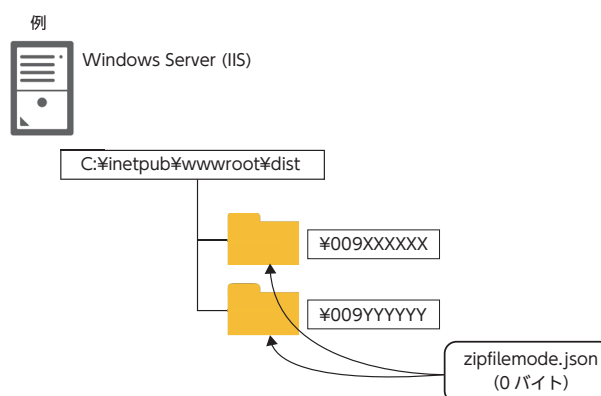 例
Windows Server (IIS)
C:¥inetpub¥wwwroot¥dist
¥009XXXXXX
¥009YYYYYY
zipfilemode.json
（0 バイト）